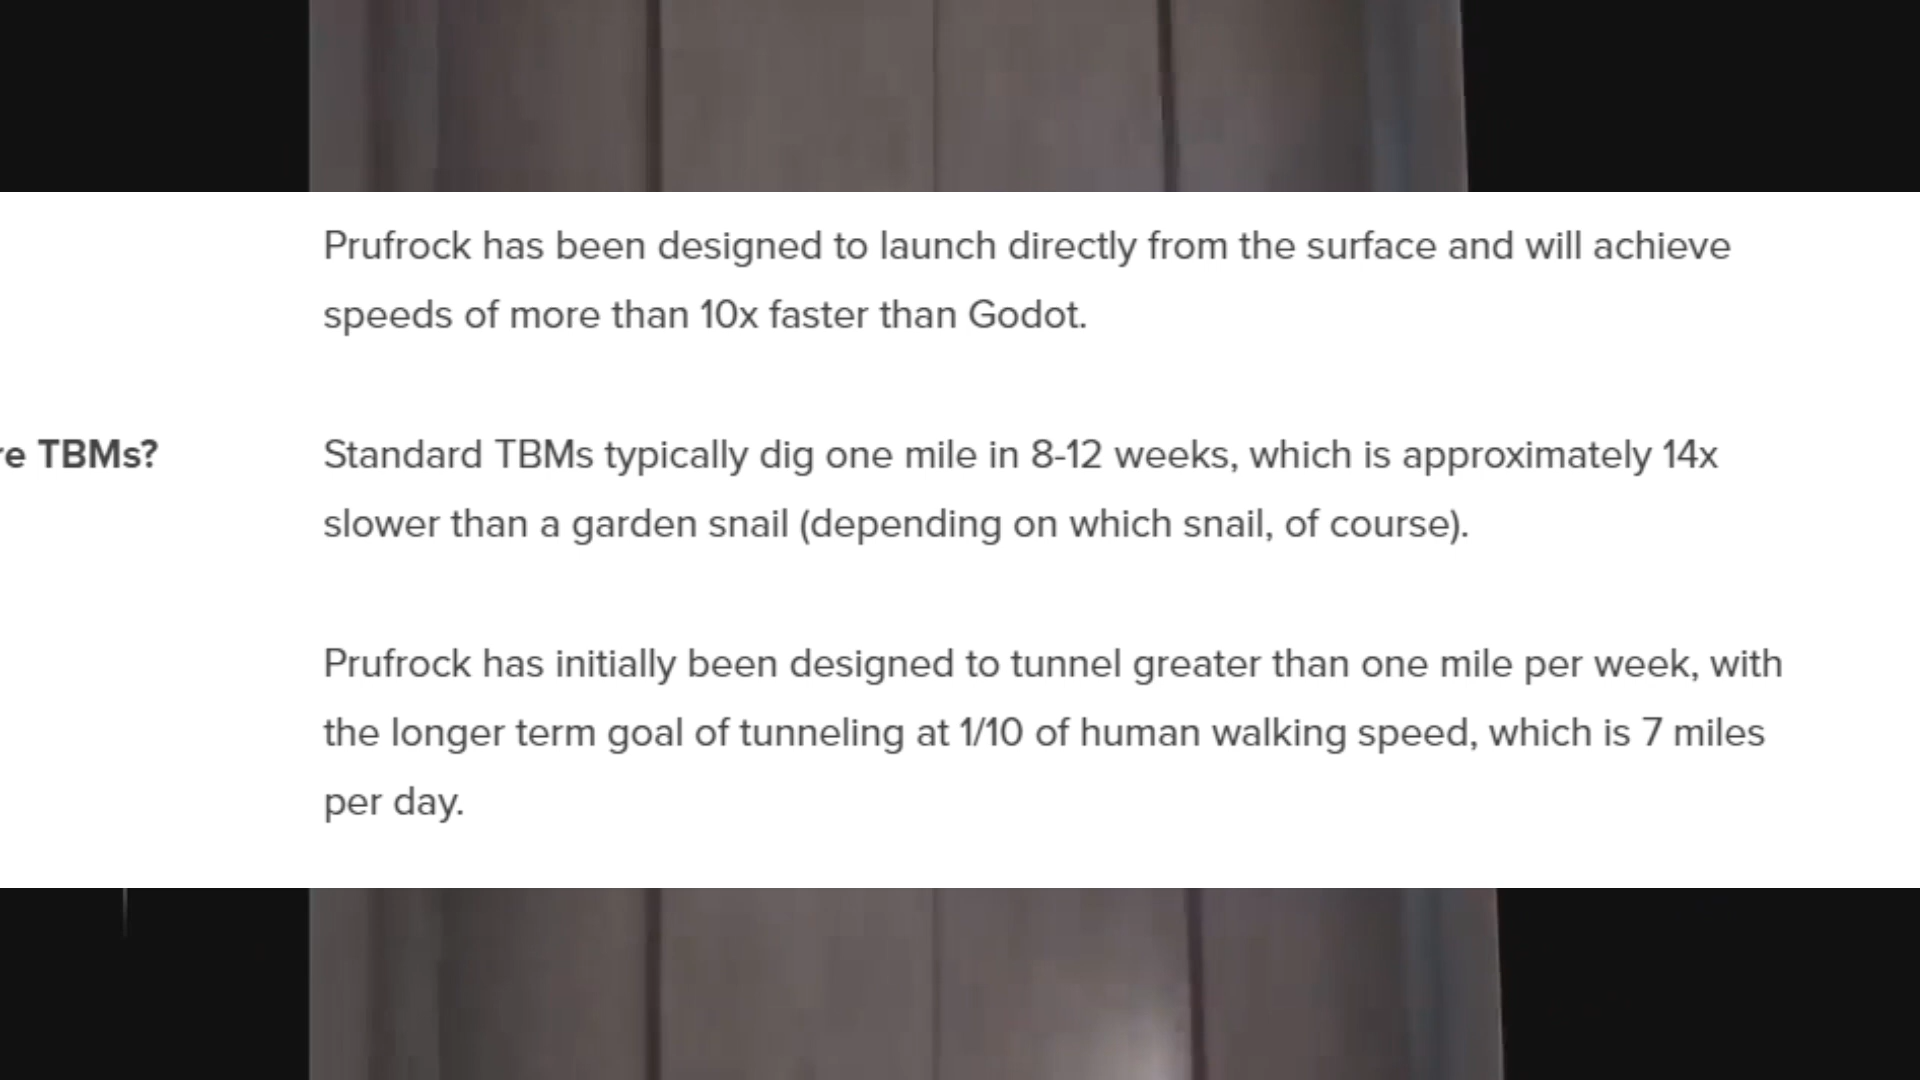 Prufrock has been designed to launch directly from the surface and will achieve
speeds of more than 10x faster than Godot.
re TBMs?
Standard TBMs typically dig one mile in 8-12 weeks, which is approximately 14x
slower than a garden snail (depending on which snail, of course).
Prufrock has initially been designed to tunnel greater than one mile per week, with
the longer term goal of tunneling at 1/10 of human walking speed, which is 7 miles
per day.